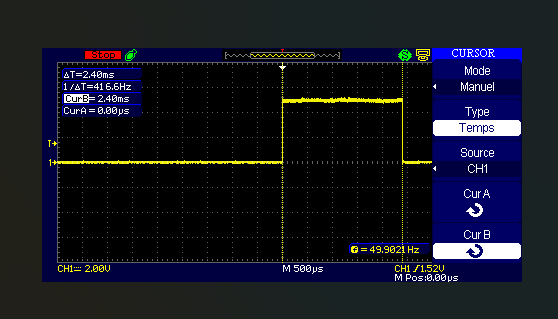 Stop
CURSOR
ΔT=2.40ms
1/ΔT=416.6Hz
CurB= 2.40ms
CurA = 0.00µs
Mode
Manuel
Type
Temps
Source
CH1
Cur A
Cur B
T
1
= 49.9021 Hz
CH1 2.00V
M 500µs
CH1 1.52V
M Pos:0.00µs